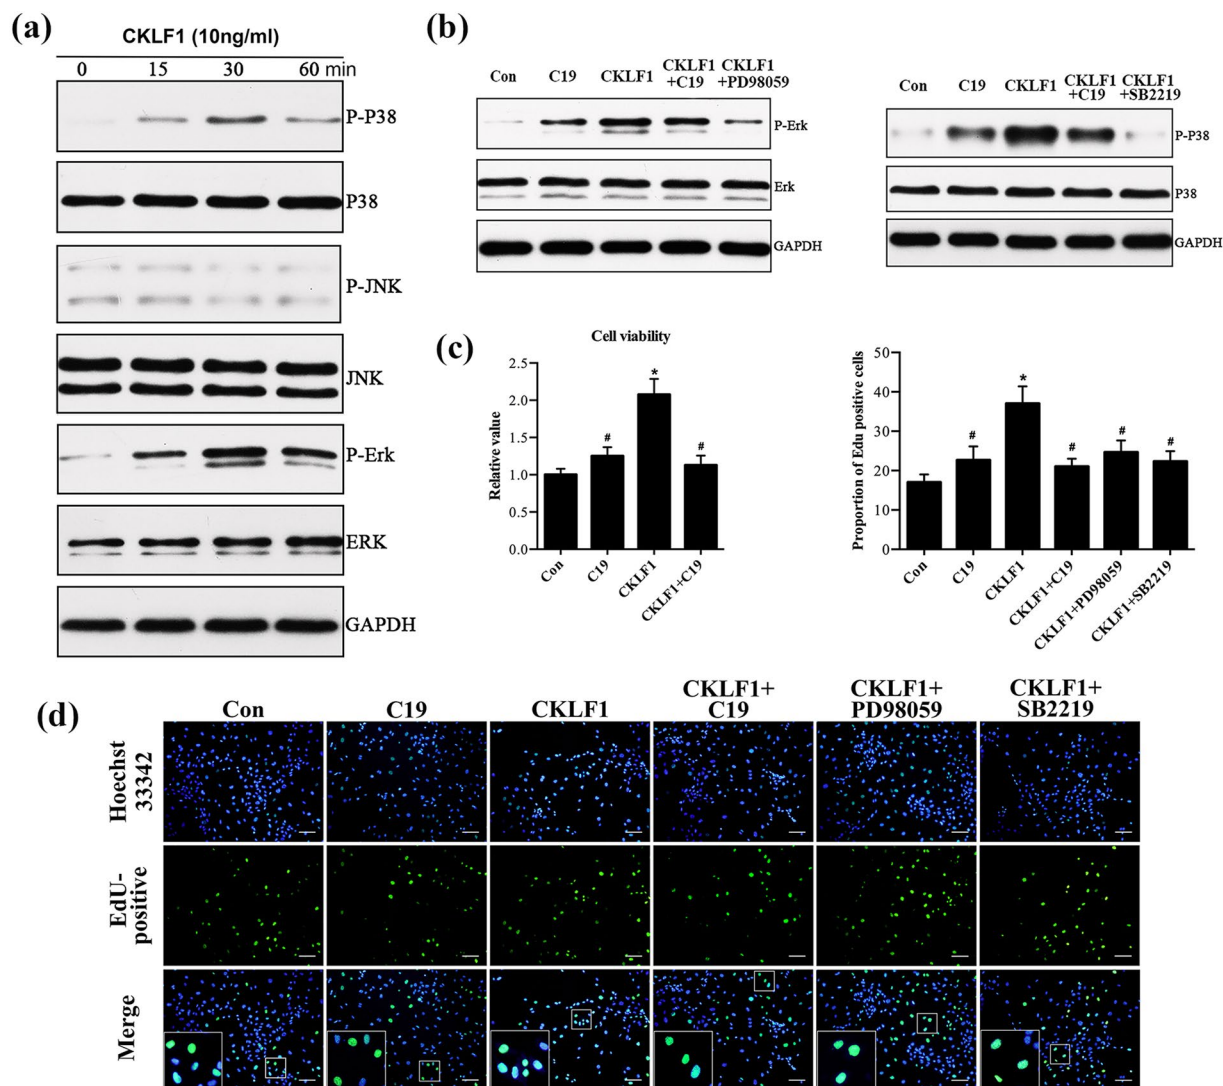 (a)
CKLF1 (10ng/ml)
0 15 30 60 min
P-P38
P38
P-JNK
JNK
P-Erk
ERK
GAPDH
(b)
Con C19 CKLF1 CKLF1 +C19 CKLF1 +PD98059
P-Erk
Erk
GAPDH
Con C19 CKLF1 CKLF1 +C19 CKLF1 +SB2219
P-P38
P38
GAPDH
(c)
Cell viability
Relative value
2.5
2.0
1.5
1.0
0.5
0.0
#
*
#
Con
C19
CKLF1
CKLF1+C19
Proportion of Edu positive cells
50
40
30
20
10
0
#
*
#
#
#
Con
C19
CKLF1
CKLF1+C19
CKLF1+PD98059
CKLF1+SB2219
(d)
Con
C19
CKLF1
CKLF1+
C19
CKLF1+
PD98059
CKLF1+
SB2219
Hoechst
33342
EdU-
positive
Merge